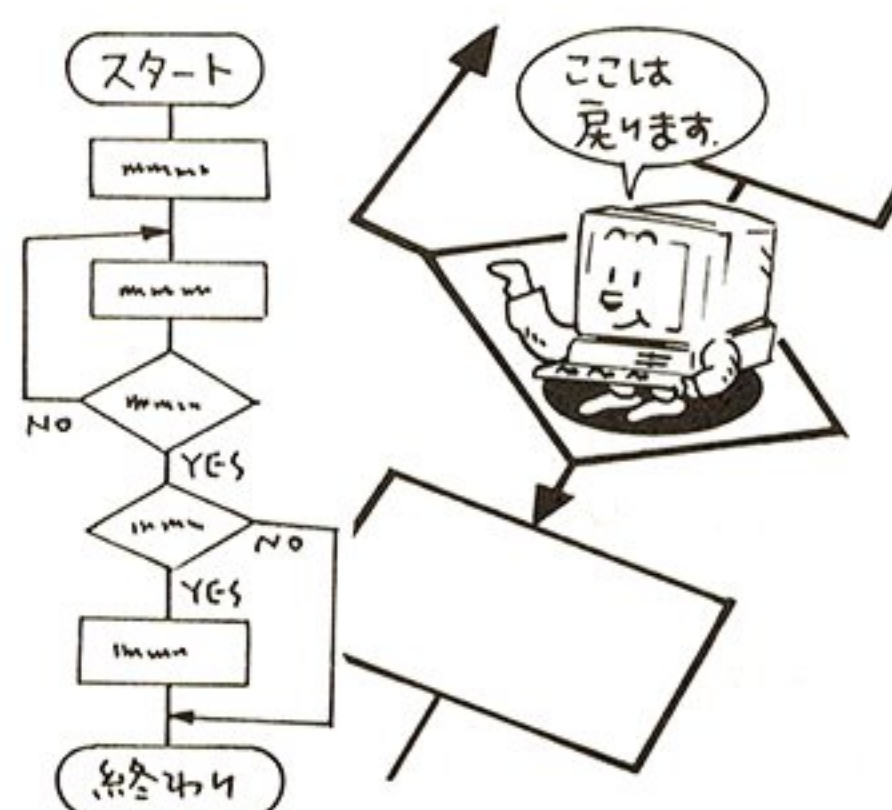 スタート
NO
YES
NO
YES
終わり
ここは
戻ります.